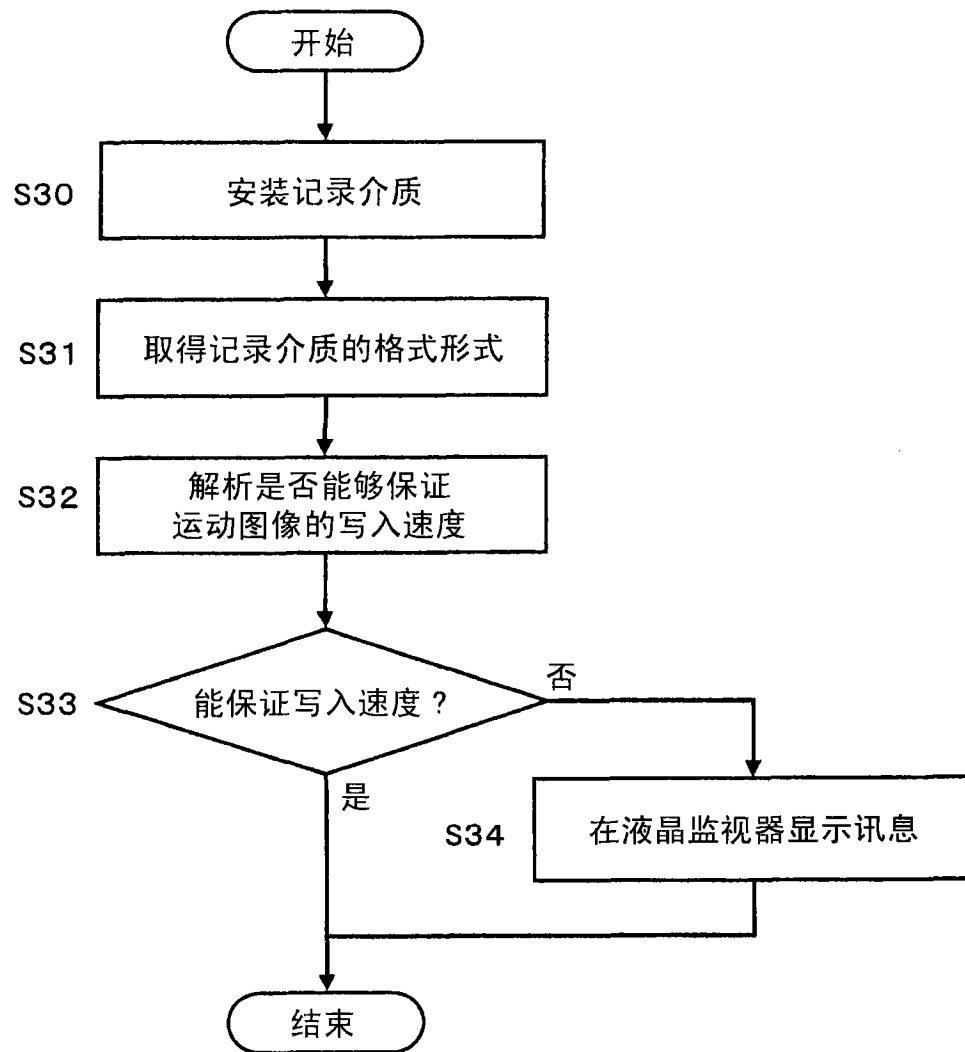 开始
S30
安装记录介质
S31
取得记录介质的格式形式
S32
解析是否能够保证
运动图像的写入速度
S33
能保证写入速度?
否
是
S34
在液晶监视器显示讯息
结束